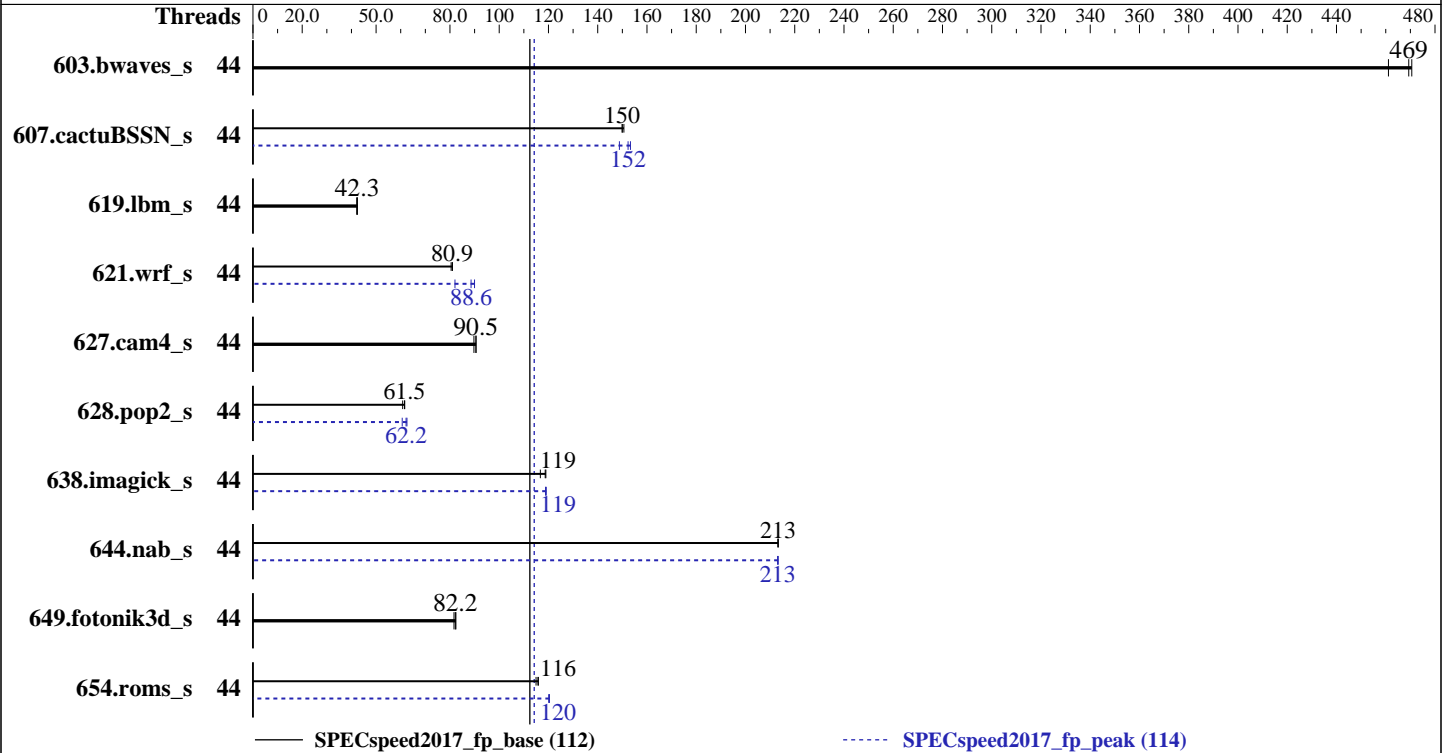 Threads 0 20.0 50.0 80.0 100 120 140 160 180 200 220 240 260 280 300 320 340 360 380 400 420 440 480
603.bwaves_s 44 469
607.cactuBSSN_s 44 150
152
619.lbm_s 44 42.3
621.wrf_s 44 80.9
88.6
627.cam4_s 44 90.5
628.pop2_s 44 61.5
62.2
638.imagick_s 44 119
119
644.nab_s 44 213
213
649.fotonik3d_s 44 82.2
654.roms_s 44 116
120
SPECspeed2017_fp_base (112) SPECspeed2017_fp_peak (114)